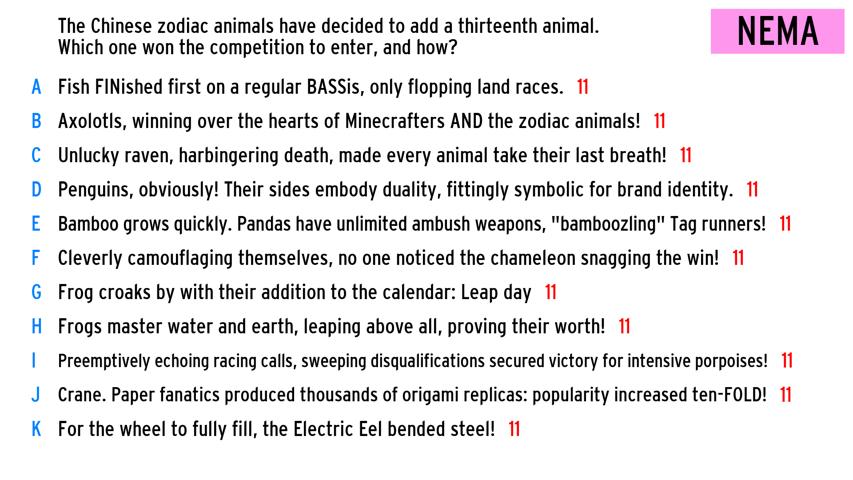 The Chinese zodiac animals have decided to add a thirteenth animal.
Which one won the competition to enter, and how?
NEMA
A Fish FINished first on a regular BASSis, only flopping land races. 11
B Axolotls, winning over the hearts of Minecrafters AND the zodiac animals! 11
C Unlucky raven, harbingering death, made every animal take their last breath! 11
D Penguins, obviously! Their sides embody duality, fittingly symbolic for brand identity. 11
E Bamboo grows quickly. Pandas have unlimited ambush weapons, "bamboozling" Tag runners! 11
F Cleverly camouflaging themselves, no one noticed the chameleon snagging the win! 11
G Frog croaks by with their addition to the calendar: Leap day 11
H Frogs master water and earth, leaping above all, proving their worth! 11
I Preemptively echoing racing calls, sweeping disqualifications secured victory for intensive porpoises! 11
J Crane. Paper fanatics produced thousands of origami replicas: popularity increased ten-FOLD! 11
K For the wheel to fully fill, the Electric Eel bended steel! 11